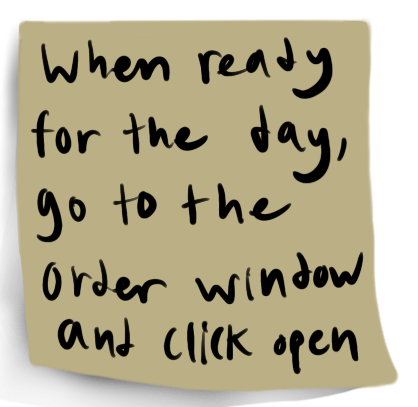 When ready
for the day,
go to the
order window
and click open